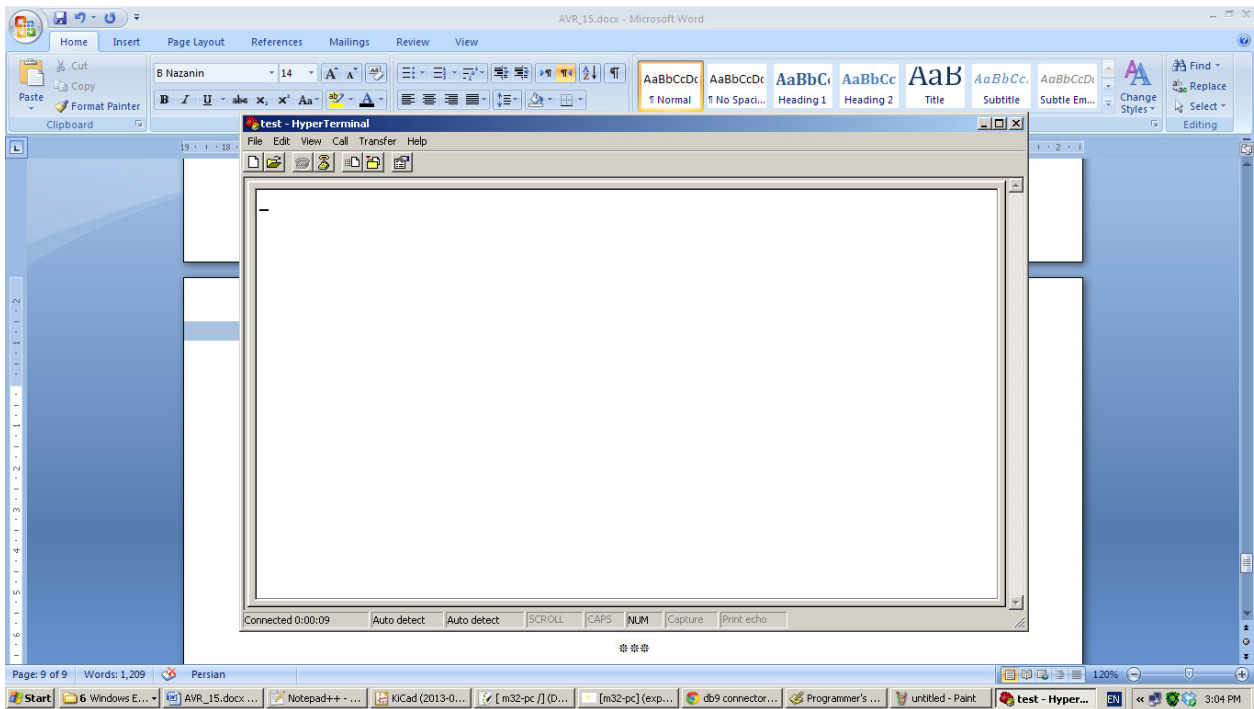 AVR_15.docx - Microsoft Word
Home Insert Page Layout References Mailings Review View
Paste
Cut
Copy
Format Painter
Clipboard
B Nazanin 14
AaBbCcDc AaBbCcDc AaBbC AaBbCc AaB AaBbCc. AaBbCcDc
¶ Normal ¶ No Spaci... Heading 1 Heading 2 Title Subtitle Subtle Em...
Change Styles
Find
Replace
Select
Editing
test - HyperTerminal
File Edit View Call Transfer Help
Connected 0:00:09 Auto detect Auto detect SCROLL CAPS NUM Capture Print echo
Page: 9 of 9 Words: 1,209 Persian 120%
Start 6 Windows E... AVR_15.docx ... Notepad++ - ... KiCad (2013-0... [ m32-pc /] (D... [m32-pc] (exp... db9 connector... Programmer's ... untitled - Paint test - Hyper... EN 3:04 PM